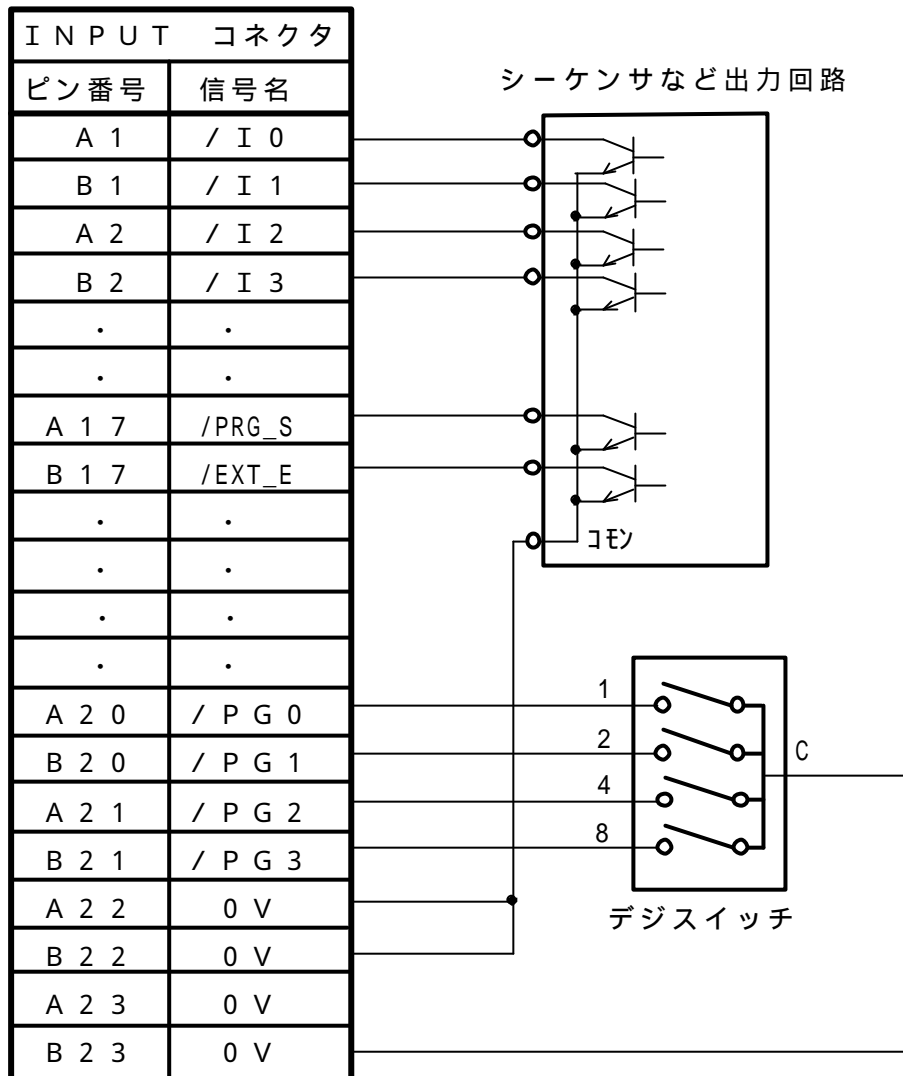 ＩＮＰＵＴ　コネクタ
ピン番号　信号名
シーケンサなど出力回路
Ａ１　／Ｉ０
Ｂ１　／Ｉ１
Ａ２　／Ｉ２
Ｂ２　／Ｉ３
．　．
．　．
Ａ１７　/PRG_S
Ｂ１７　/EXT_E
．　．
ｺﾓﾝ
．　．
．　．
．　．
Ａ２０　／ＰＧ０　1
Ｂ２０　／ＰＧ１　2　C
Ａ２１　／ＰＧ２　4
Ｂ２１　／ＰＧ３　8
Ａ２２　０Ｖ
デジスイッチ
Ｂ２２　０Ｖ
Ａ２３　０Ｖ
Ｂ２３　０Ｖ